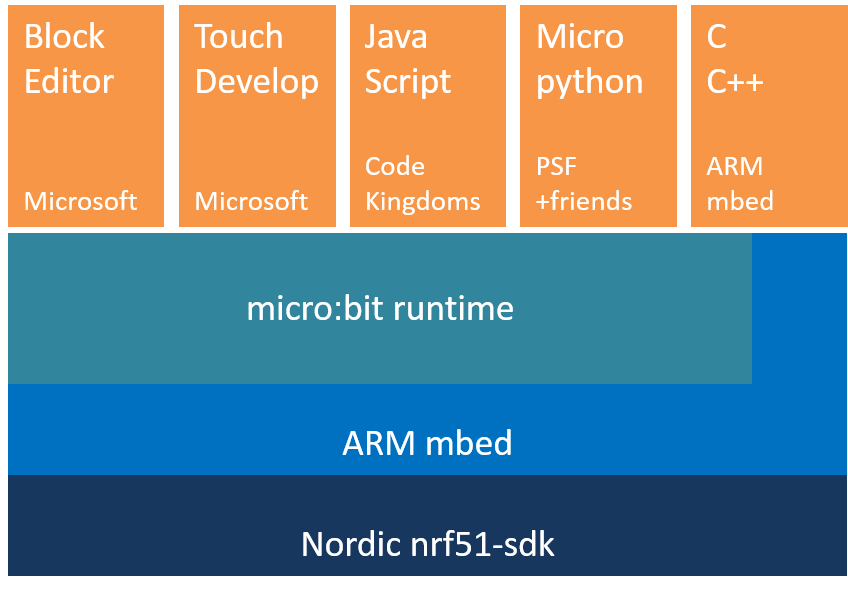 Block
Editor
Microsoft
Touch
Develop
Microsoft
Java
Script
Code
Kingdoms
Micro
python
PSF
+friends
C
C++
ARM
mbed
micro:bit runtime
ARM mbed
Nordic nrf51-sdk